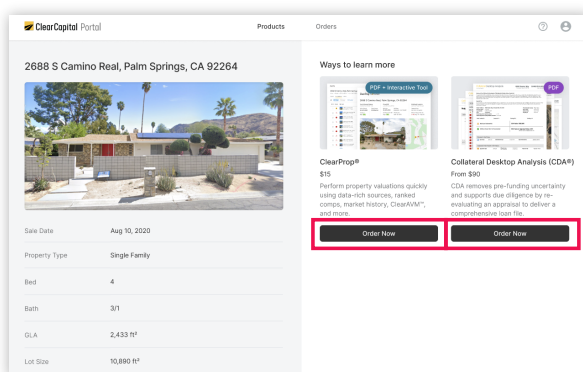 ClearCapital Portal
Products
Orders
2688 S Camino Real, Palm Springs, CA 92264
Sale Date Aug 10, 2020
Property Type Single Family
Bed 4
Bath 3/1
GLA 2,433 ft²
Lot Size 10,890 ft²
Ways to learn more
PDF + Interactive Tool
ClearProp®
$15
Perform property valuations quickly
using data-rich sources, ranked
comps, market history, ClearAVM™,
and more.
Order Now
PDF
Collateral Desktop Analysis (CDA®)
From $90
CDA removes pre-funding uncertainty
and supports due diligence by re-
evaluating an appraisal to deliver a
comprehensive loan file.
Order Now